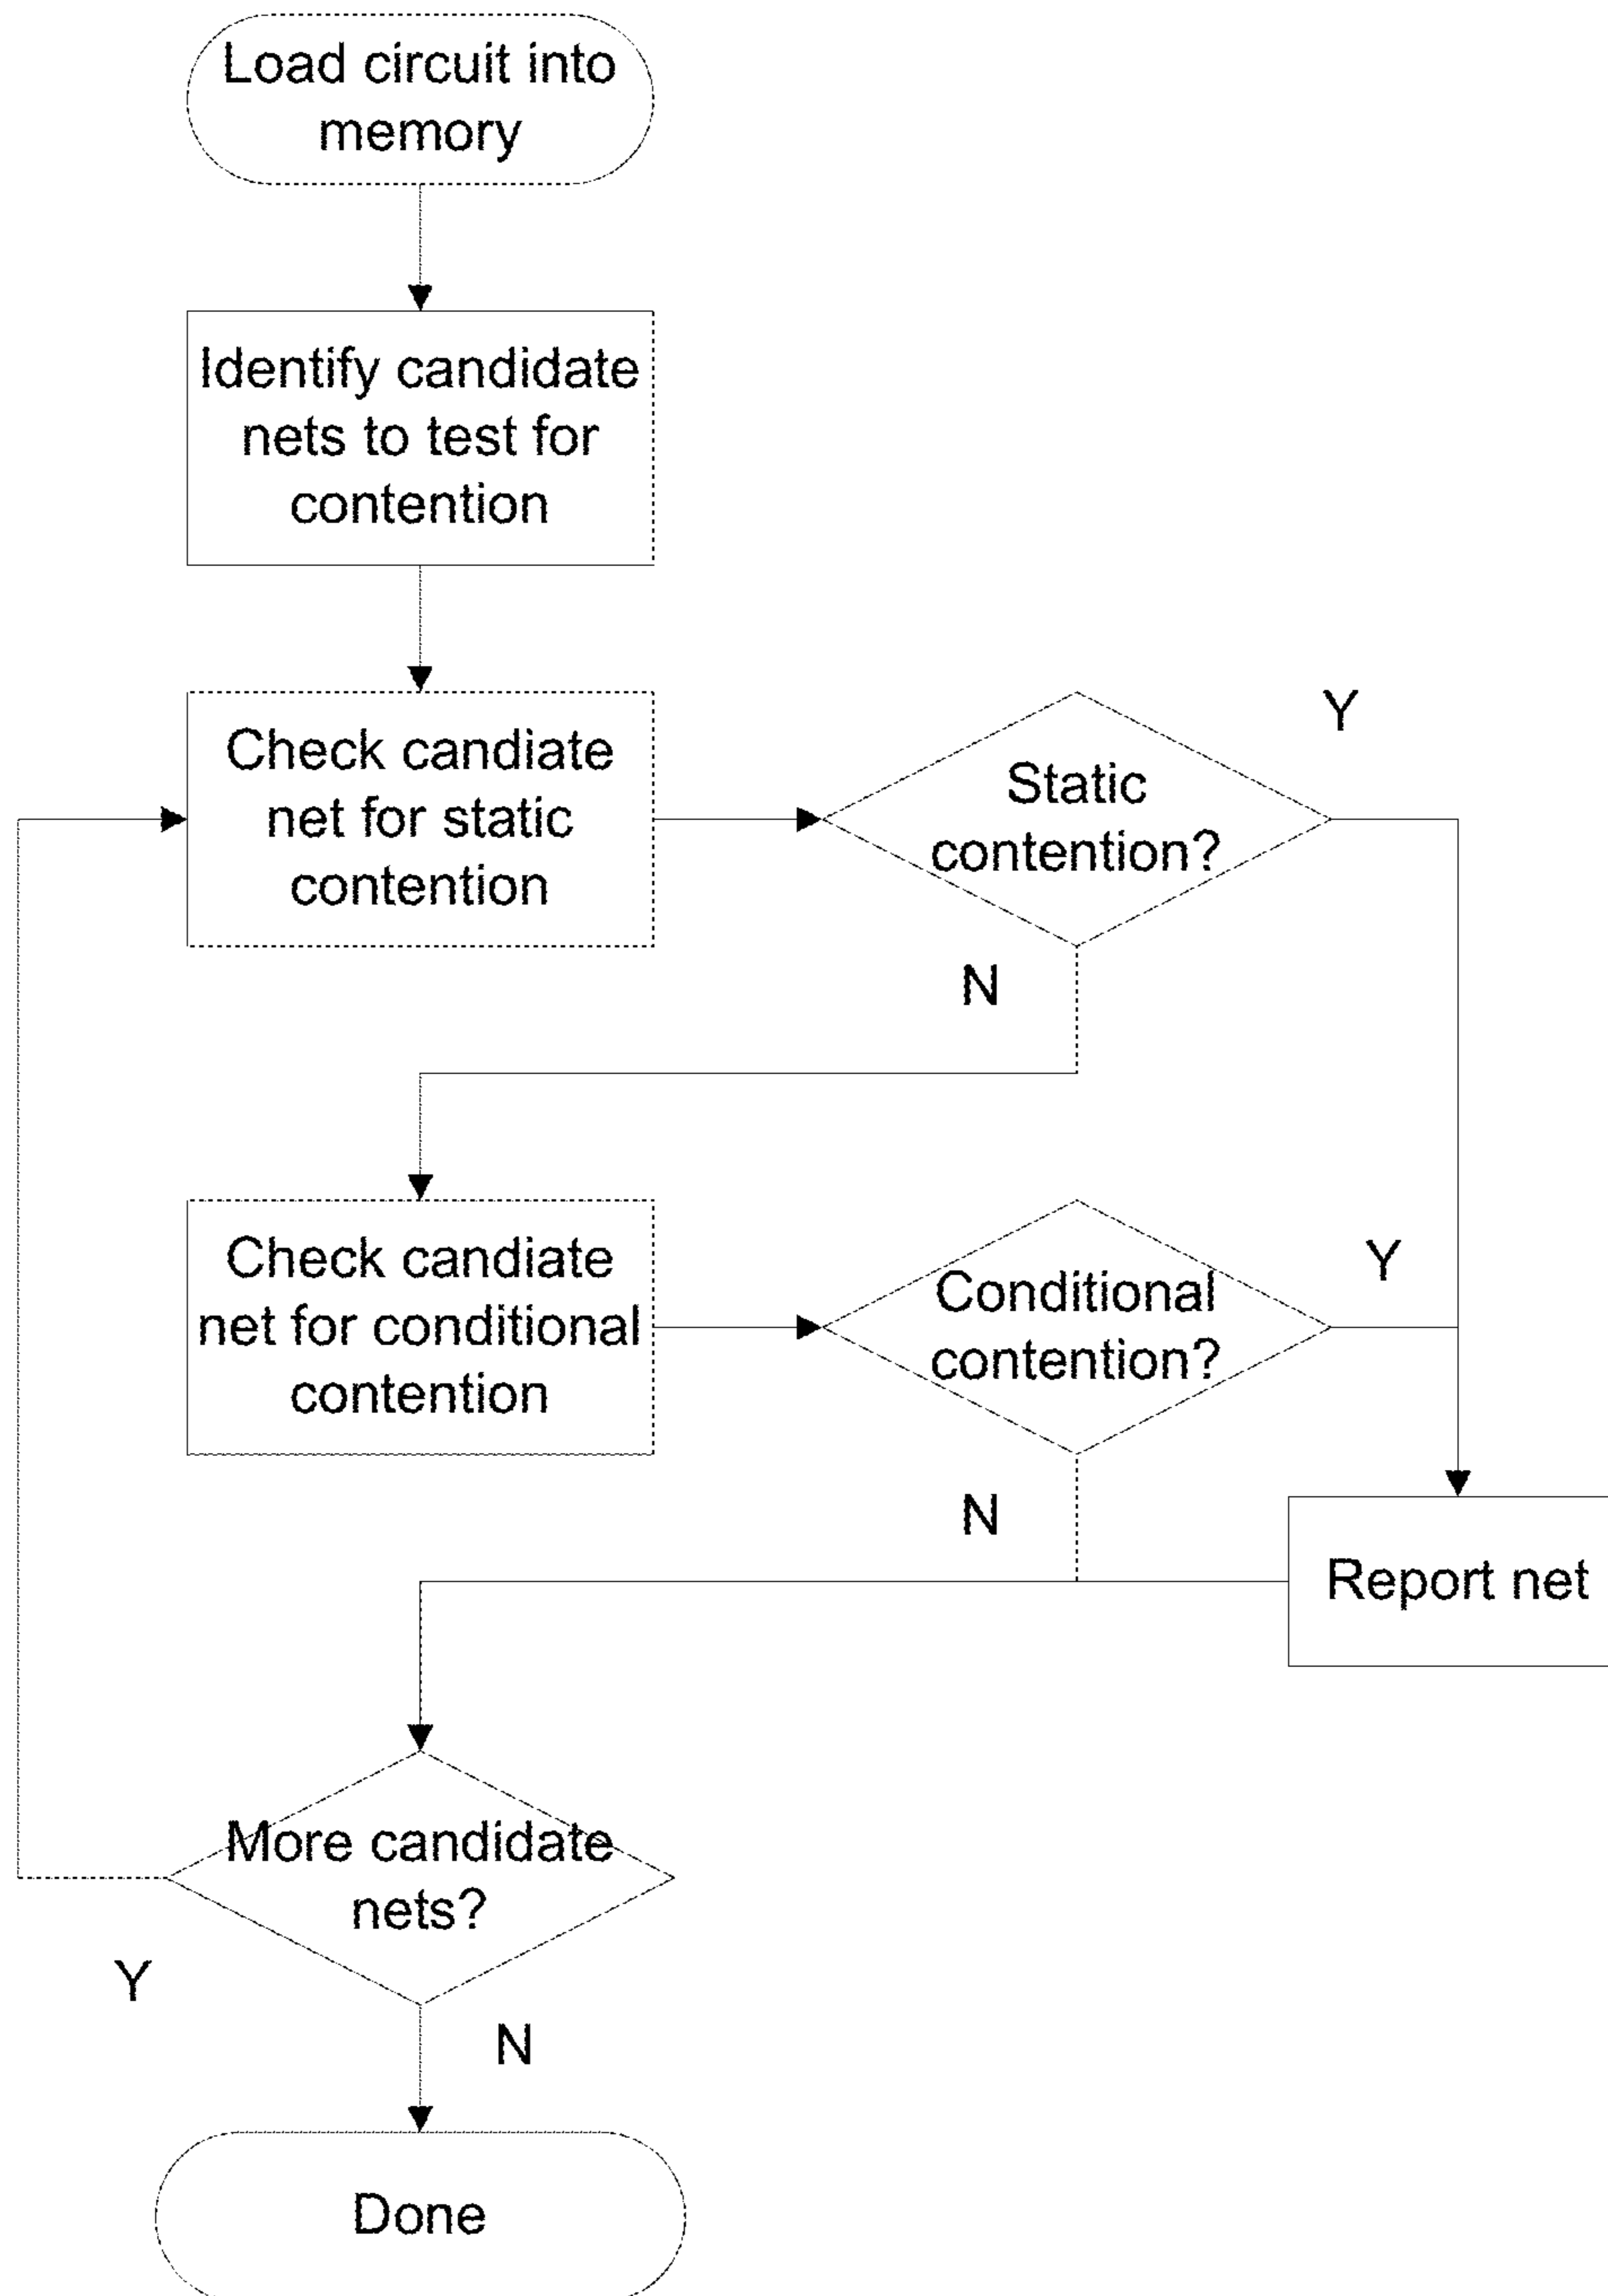 Load circuit into
memory
Identify candidate
nets to test for
contention
Check candiate
net for static
contention
Static
contention?
Y
N
Check candiate
net for conditional
contention
Conditional
contention?
Y
N
Report net
More candidate
nets?
Y
N
Done